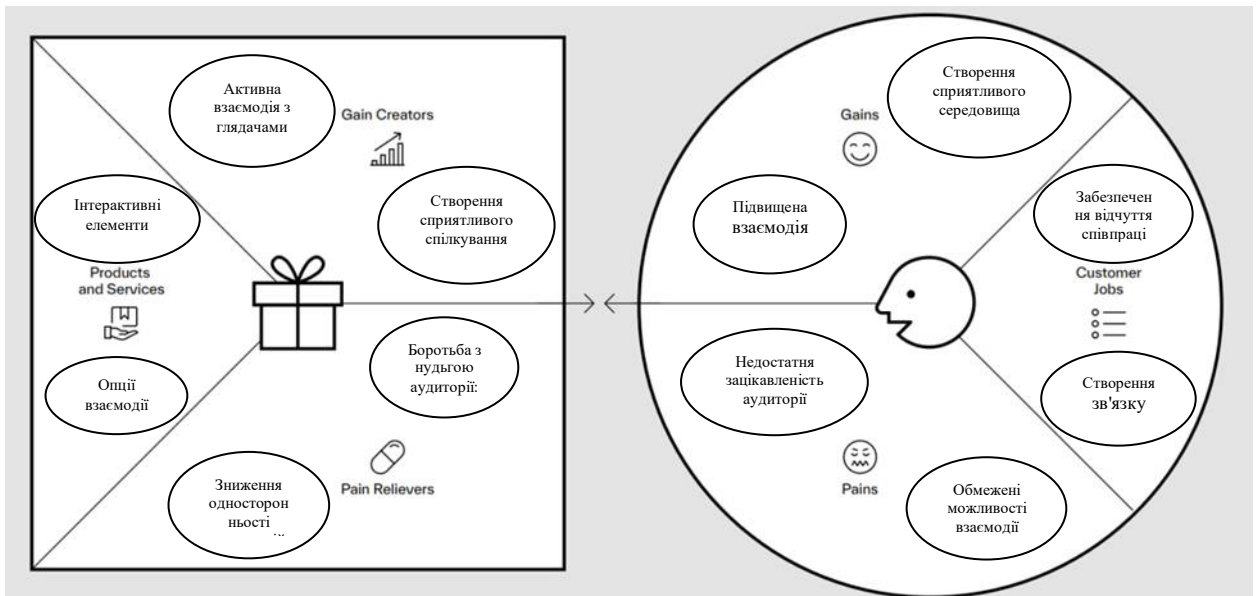 Активна
взаємодія з
глядачами
Gain Creators
Інтерактивні
елементи
Створення
сприятливого
спілкування
Products
and Services
Опції
взаємодії
Боротьба з
нудьгою
аудиторії:
Зниження
односторон
ньості
Pain Relievers
Створення
сприятливого
середовища
Gains
Підвищена
взаємодія
Забезпечен
ня відчуття
співпраці
Customer
Jobs
Недостатня
зацікавленість
аудиторії
Створення
зв'язку
Pains
Обмежені
можливості
взаємодії